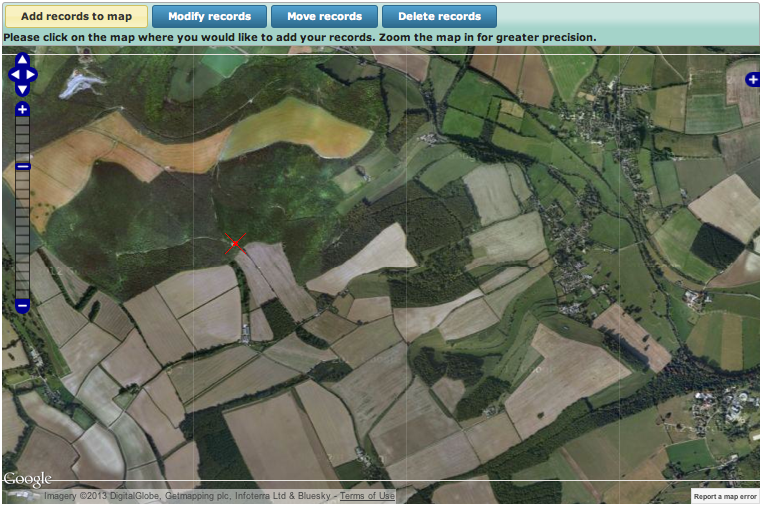 Add records to map Modify records Move records Delete records
Please click on the map where you would like to add your records. Zoom the map in for greater precision.
Google
Imagery ©2013 DigitalGlobe, Getmapping plc, Infoterra Ltd & Bluesky - Terms of Use
Report a map error